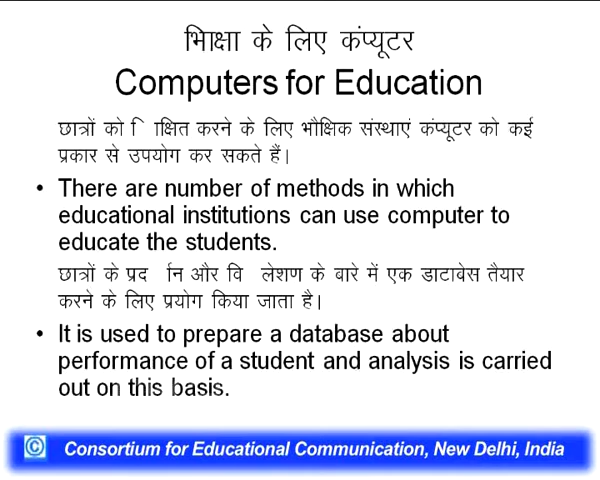 भिाक्षा के लिए कंप्यूटर
Computers for Education
छात्रों को ि ाक्षित करने के लिए भौक्षिक संस्थाएं कंप्यूटर को कई
प्रकार से उपयोग कर सकते हैं।
• There are number of methods in which
educational institutions can use computer to
educate the students.
छात्रों के प्रद र्ान और वि लेशण के बारे में एक डाटाबेस तैयार
करने के लिए प्रयोग किया जाता है।
• It is used to prepare a database about
performance of a student and analysis is carried
out on this basis.
© Consortium for Educational Communication, New Delhi, India